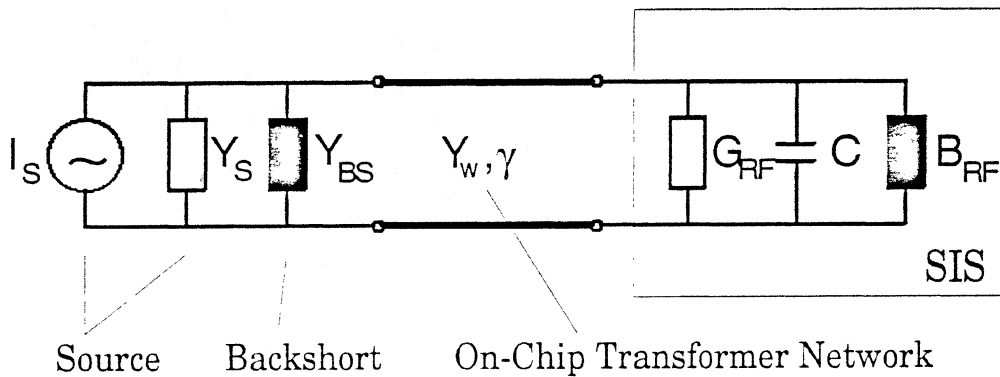 I_S
Y_S
Y_BS
Y_w, γ
G_RF
C
B_RF
SIS
Source
Backshort
On-Chip Transformer Network